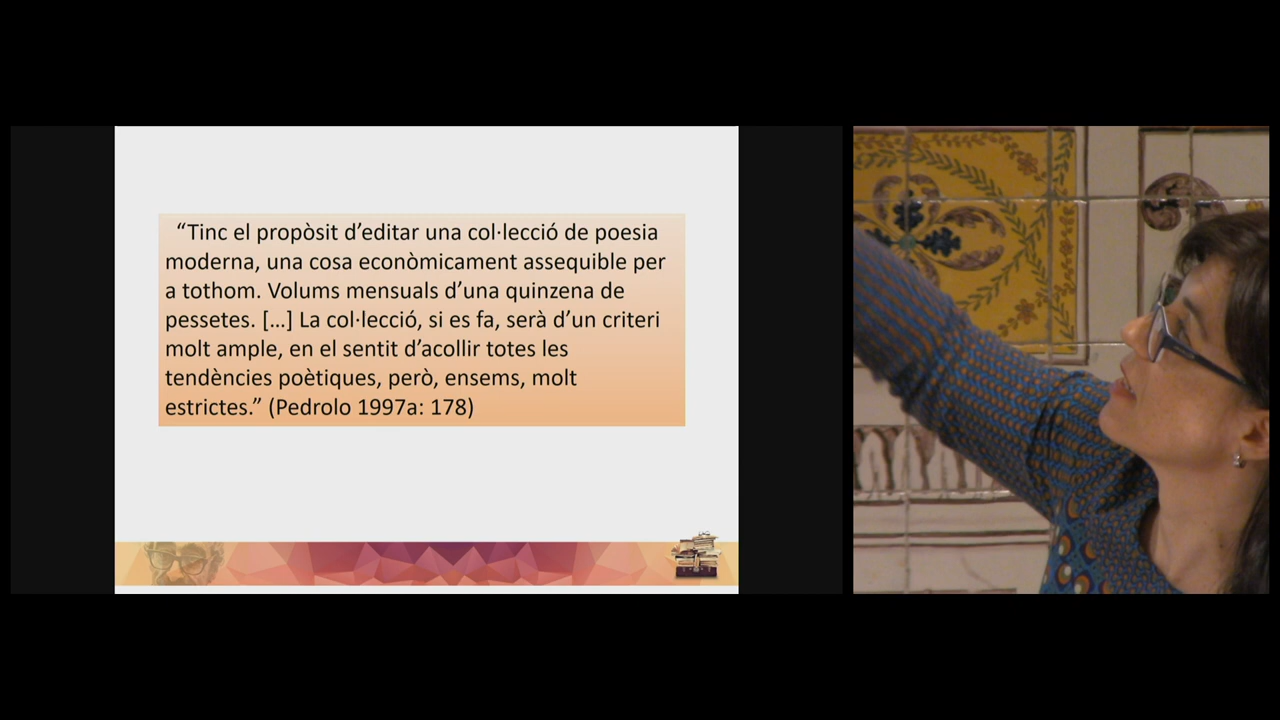 “Tinc el propòsit d’editar una col·lecció de poesia
moderna, una cosa econòmicament assequible per
a tothom. Volums mensuals d’una quinzena de
pessetes. […] La col·lecció, si es fa, serà d’un criteri
molt ample, en el sentit d’acollir totes les
tendències poètiques, però, ensems, molt
estrictes.” (Pedrolo 1997a: 178)